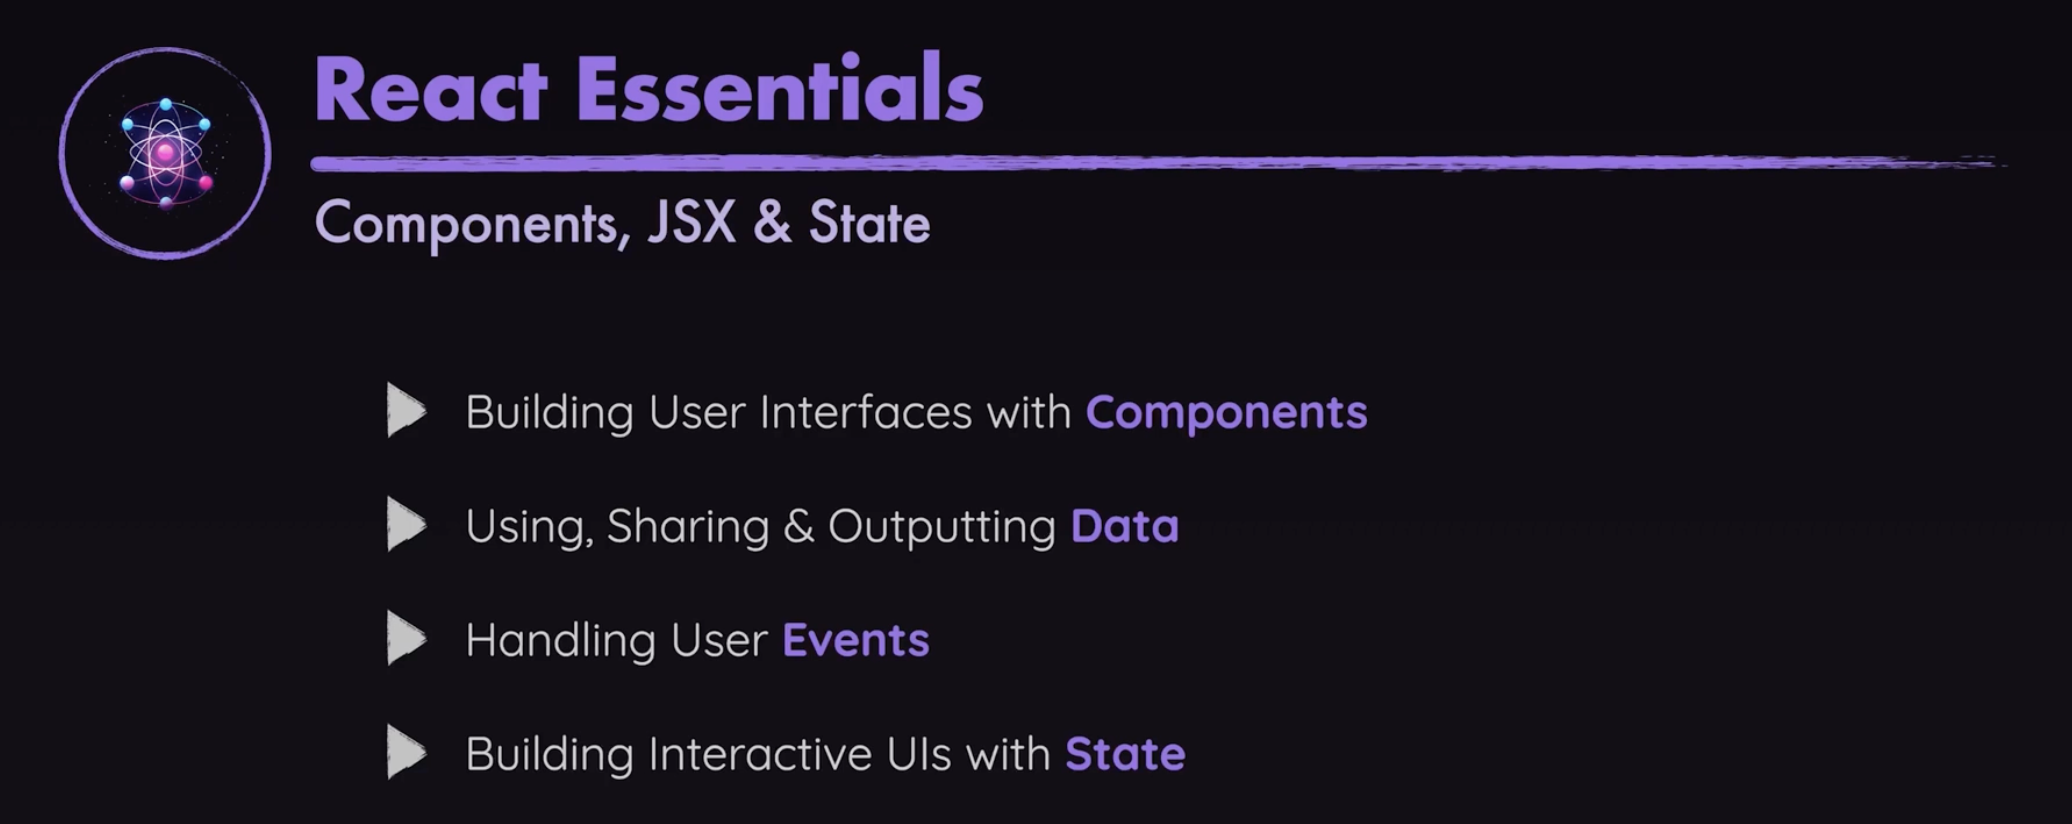 React Essentials
Components, JSX & State
Building User Interfaces with Components
Using, Sharing & Outputting Data
Handling User Events
Building Interactive UIs with State